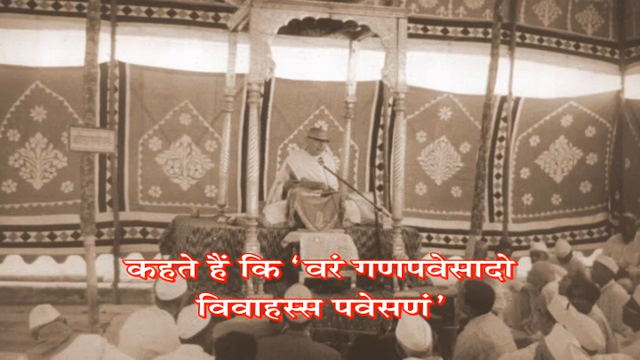 कहते हैं कि ‘वरं गणपवेसादो
विवाहस्स पवेसणं’